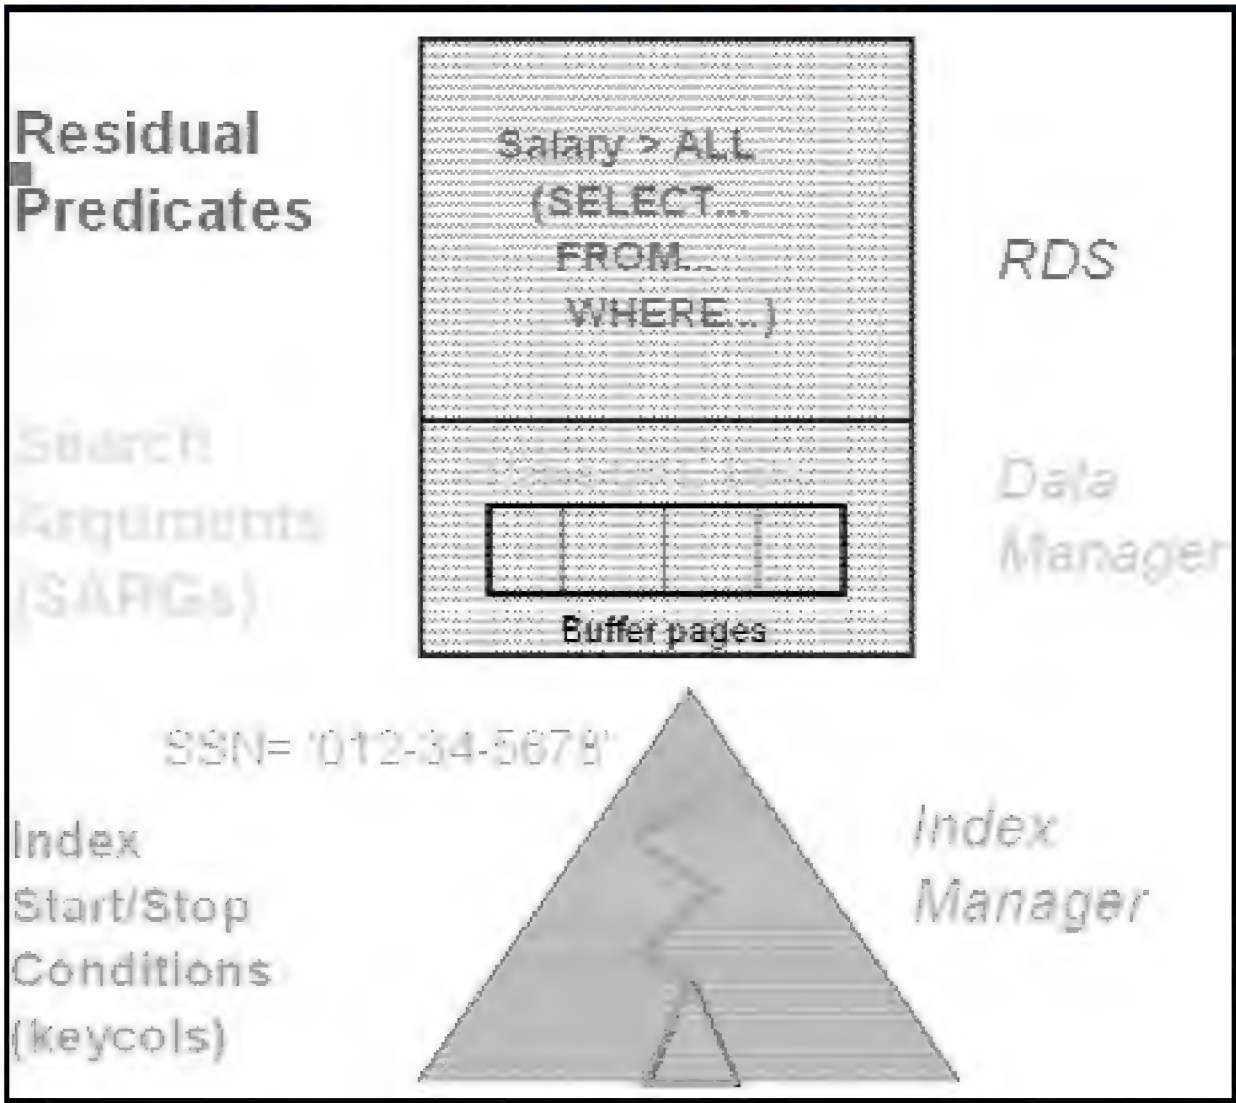 Residual
Predicates
Salary > ALL
(SELECT...
FROM...
WHERE...)
RDS
Search
Arguments
(SARGs)
Data
Manager
Buffer pages
SSN= '012-34-5678'
Index
Start/Stop
Conditions
(keycols)
Index
Manager